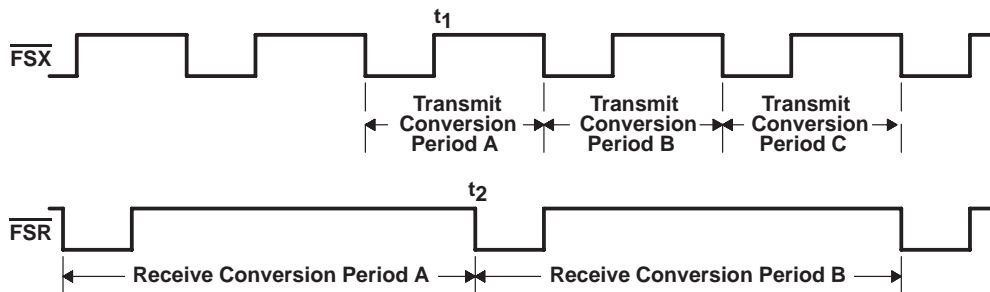 t1
FSX
Transmit Conversion Period A
Transmit Conversion Period B
Transmit Conversion Period C
t2
FSR
Receive Conversion Period A
Receive Conversion Period B